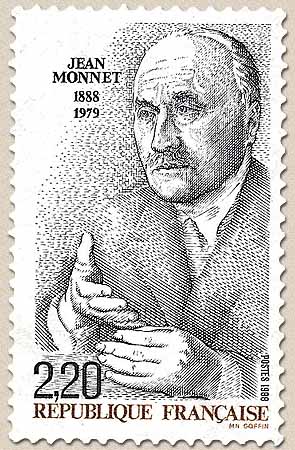 JEAN
MONNET
1888
1979
2,20
POSTES 1988
REPUBLIQUE FRANÇAISE
MN GOFFIN